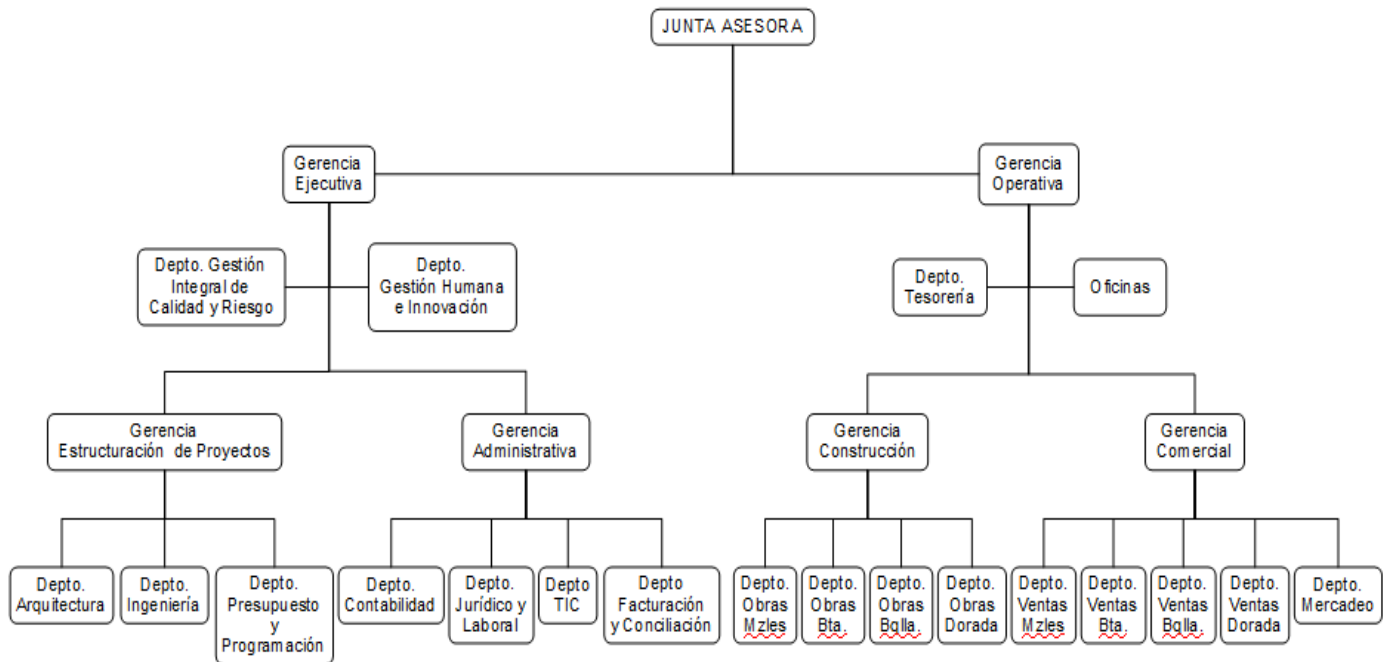 JUNTA ASESORA
Gerencia
Ejecutiva
Gerencia
Operativa
Depto. Gestión
Integral de
Calidad y Riesgo
Depto.
Gestión Humana
e Innovación
Depto.
Tesorería
Oficinas
Gerencia
Estructuración de Proyectos
Gerencia
Administrativa
Gerencia
Construcción
Gerencia
Comercial
Depto.
Arquitectura
Depto.
Ingeniería
Depto.
Presupuesto
y
Programación
Depto.
Contabilidad
Depto.
Jurídico y
Laboral
Depto
TIC
Depto
Facturación
y Conciliación
Depto.
Obras
Mzles
Depto.
Obras
Bta.
Depto.
Obras
Bqlla.
Depto.
Obras
Dorada
Depto.
Ventas
Mzles
Depto.
Ventas
Bta.
Depto.
Ventas
Bqlla.
Depto.
Ventas
Dorada
Depto.
Mercadeo